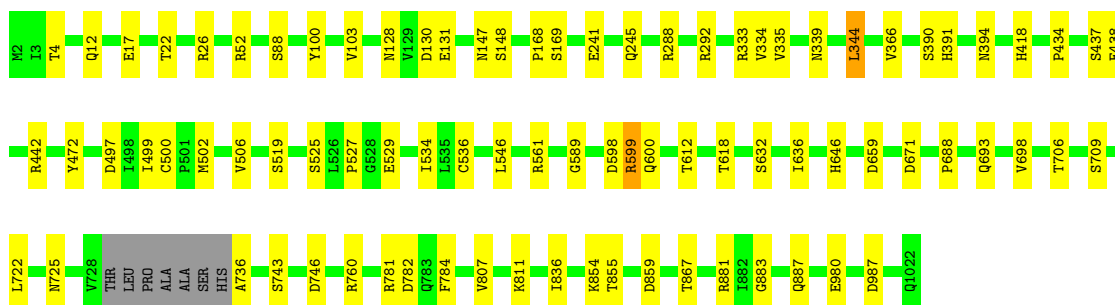 M2 I3 T4 Q12 E17 T22 R26 R52 S88 Y100 V103 N128 V129 D130 E131 N147 S148 P168 S169 E241 Q245 R288 R292 R333 V334 V335 N339 L344 V366 S390 H391 N394 H418 P434 S437
R442 Y472 D497 I498 I499 C500 P501 M502 V506 S519 S525 L526 P527 G528 E529 I534 L535 C536 L546 R561 G589 D598 R599 Q600 T612 T618 S632 I636 H646 D659 D671 P688 Q693 V698 T706 S709
L722 N725 V728 THR LEU PRO ALA ALA SER HIS A736 S743 D746 R760 R781 D782 Q783 F784 V807 K811 I836 K854 T855 D859 T867 R881 I882 G883 Q887 E980 D987 Q1022